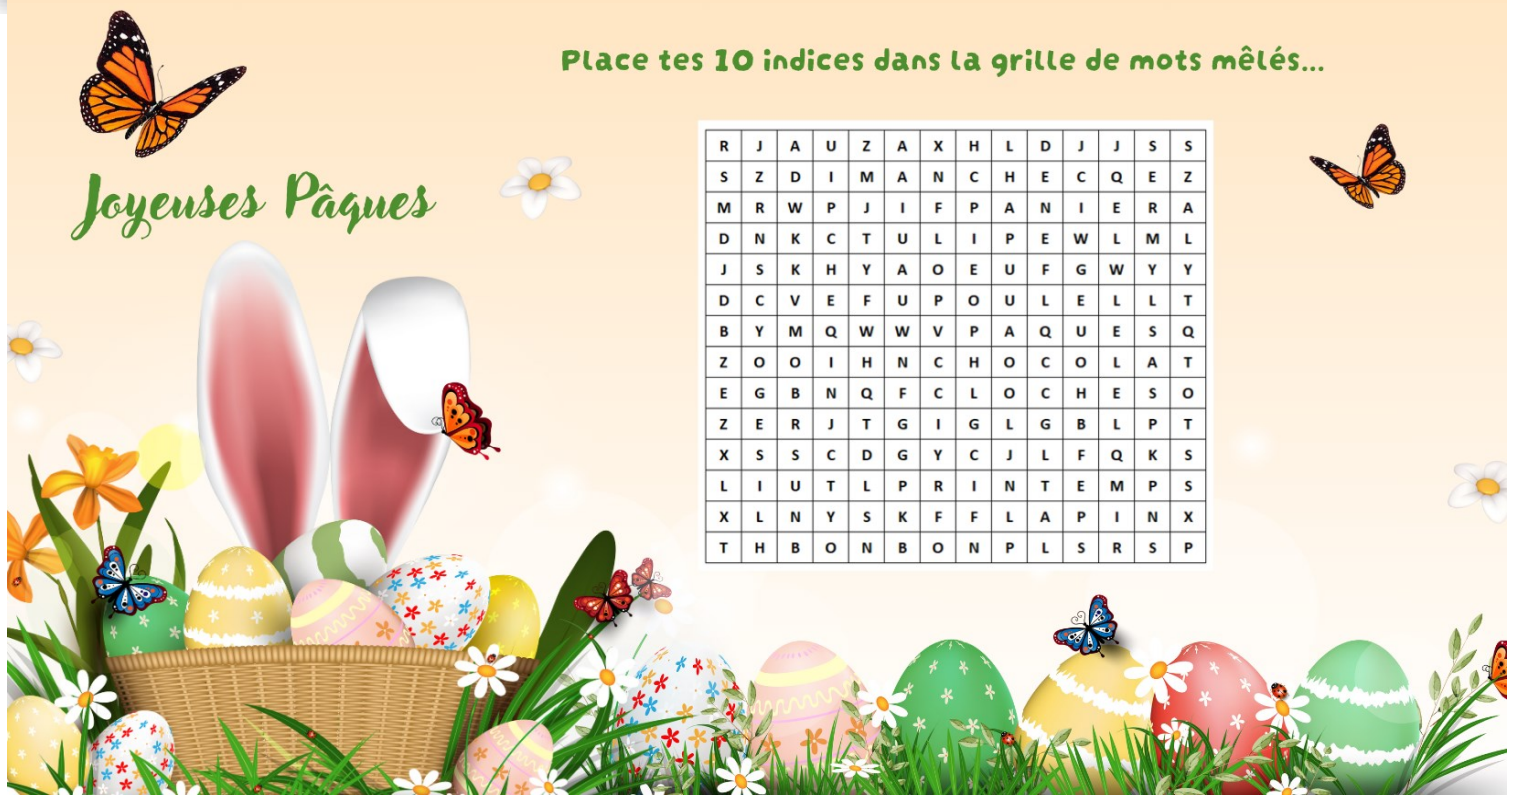 Place tes 10 indices dans la grille de mots mêlés...
Joyeuses Pâques
R J A U Z A X H L D J J S S
S Z D I M A N C H E C Q E Z
M R W P J I F P A N I E R A
D N K C T U L I P E W L M L
J S K H Y A O E U F G W Y Y
D C V E F U P O U L E L L T
B Y M Q W W V P A Q U E S Q
Z O O I H N C H O C O L A T
E G B N Q F C L O C H E S O
Z E R J T G I G L G B L P T
X S S C D G Y C J L F Q K S
L I U T L P R I N T E M P S
X L N Y S K F F L A P I N X
T H B O N B O N P L S R S P